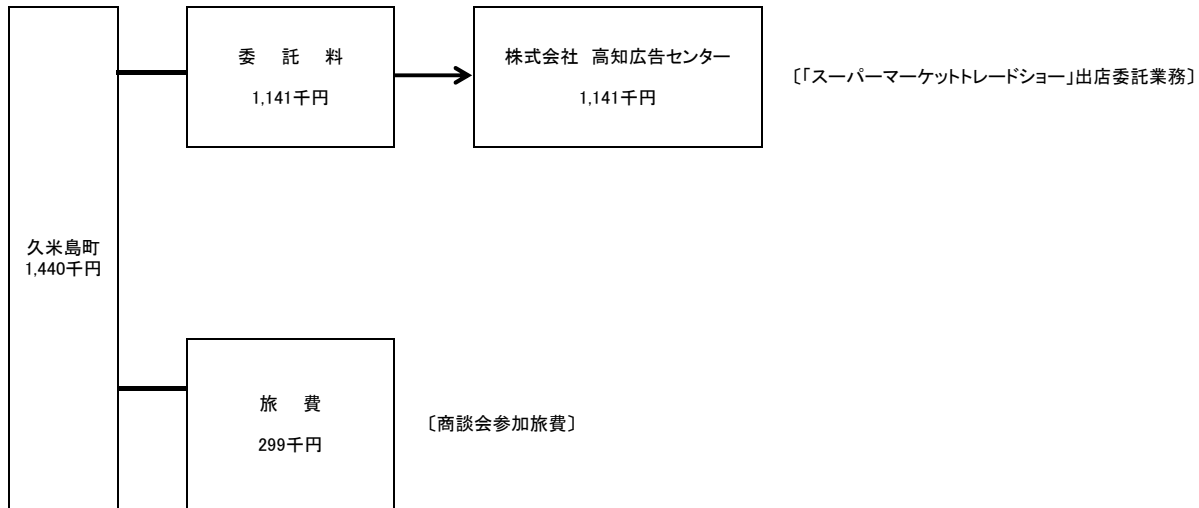 委　託　料
1,141千円
株式会社 高知広告センター
1,141千円
〔「スーパーマーケットトレードショー」出店委託業務〕
久米島町
1,440千円
旅　費
299千円
〔商談会参加旅費〕